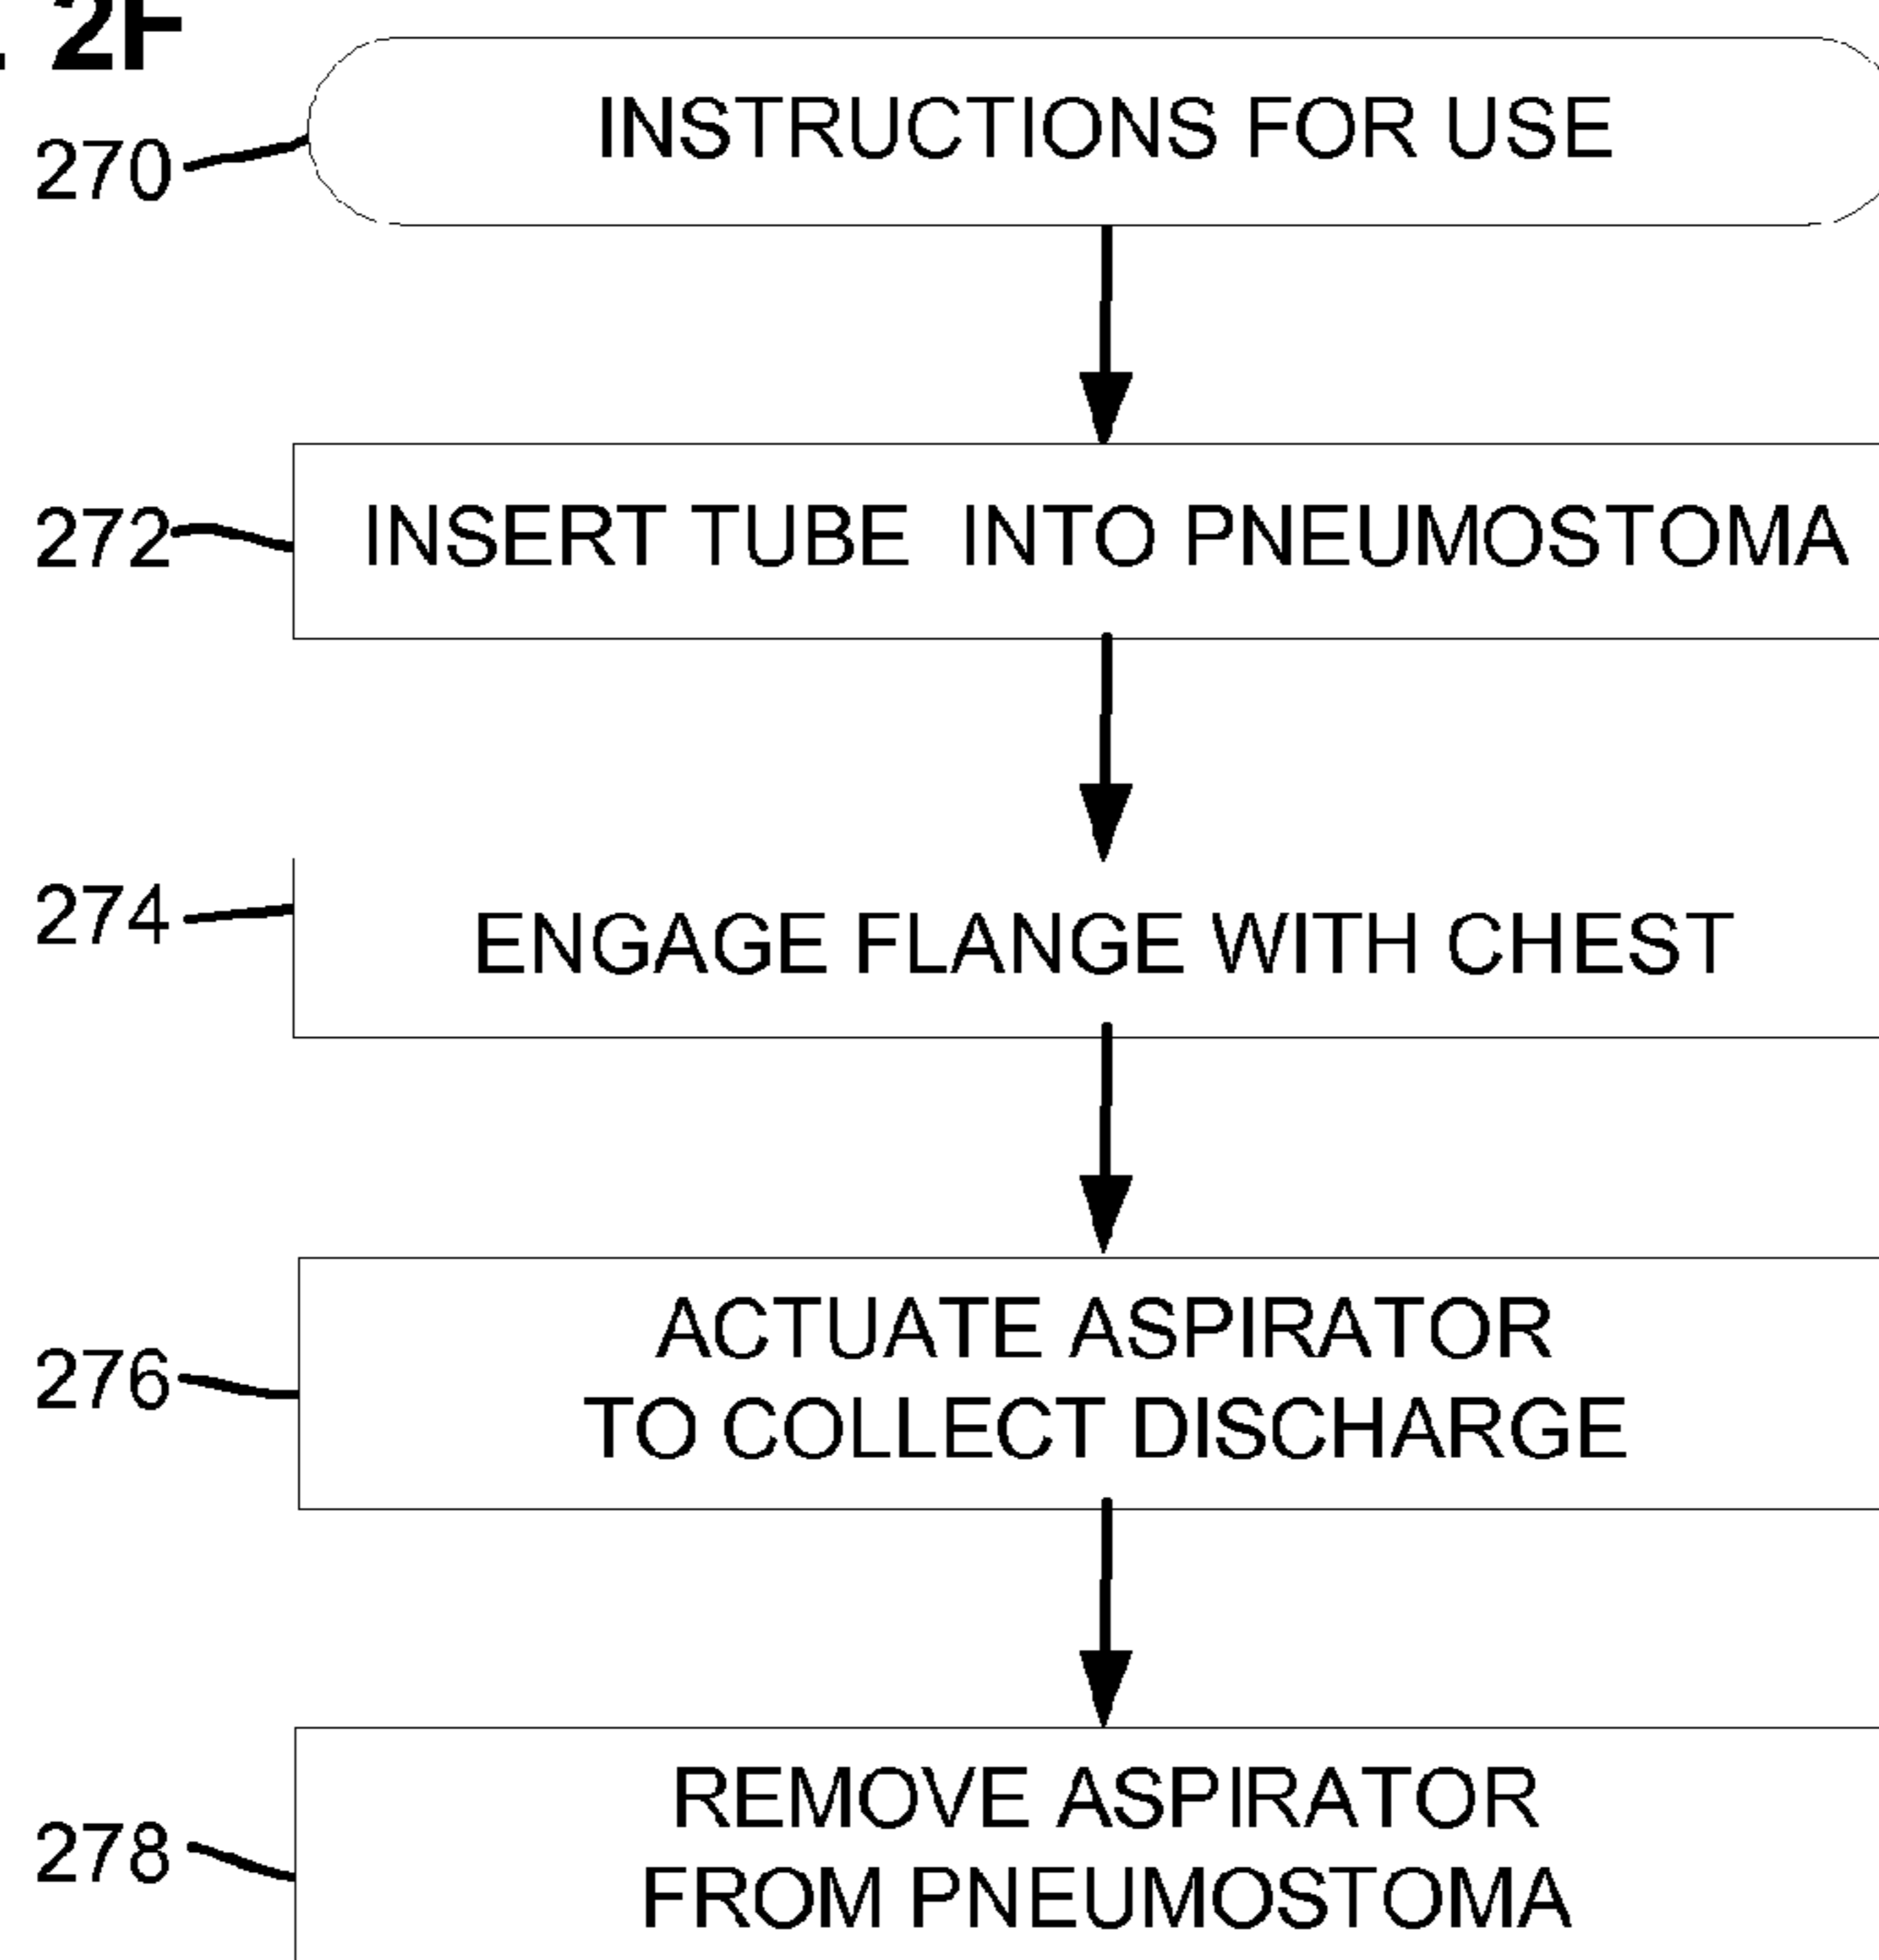 . 2F
INSTRUCTIONS FOR USE
270
272
INSERT TUBE INTO PNEUMOSTOMA
274
ENGAGE FLANGE WITH CHEST
276
ACTUATE ASPIRATOR
TO COLLECT DISCHARGE
278
REMOVE ASPIRATOR
FROM PNEUMOSTOMA